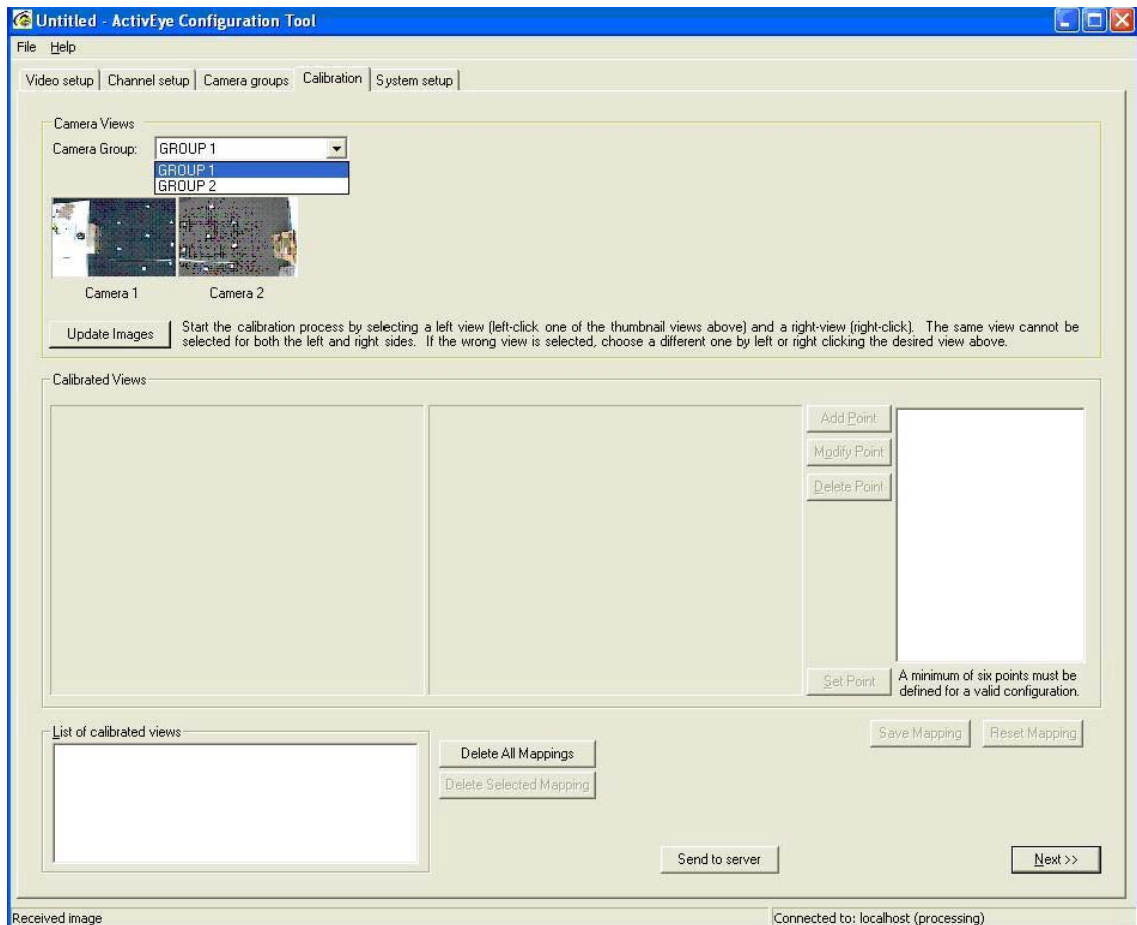 Untitled - ActivEye Configuration Tool
File Help
Video setup Channel setup Camera groups Calibration System setup
Camera Views
Camera Group: GROUP 1
GROUP 1
GROUP 2
Camera 1 Camera 2
Update Images
Start the calibration process by selecting a left view (left-click one of the thumbnail views above) and a right-view (right-click). The same view cannot be
selected for both the left and right sides. If the wrong view is selected, choose a different one by left or right clicking the desired view above.
Calibrated Views
Add Point
Modify Point
Delete Point
Set Point
A minimum of six points must be
defined for a valid configuration.
List of calibrated views
Save Mapping Reset Mapping
Delete All Mappings
Delete Selected Mapping
Send to server Next >>
Received image Connected to: localhost (processing)